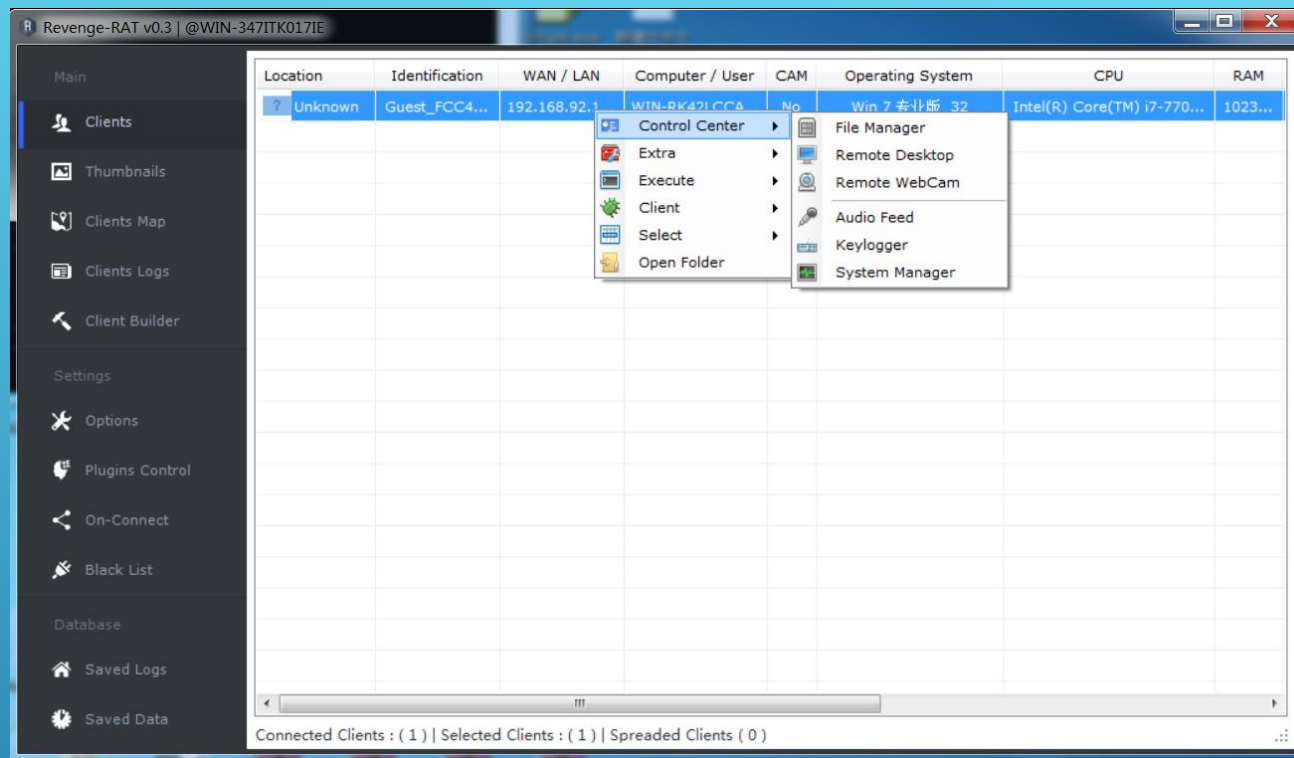 Revenge-RAT v0.3 | @WIN-347ITK017IE
Main
Clients
Thumbnails
Clients Map
Clients Logs
Client Builder
Settings
Options
Plugins Control
On-Connect
Black List
Database
Saved Logs
Saved Data
Location Identification WAN / LAN Computer / User CAM Operating System CPU RAM
? Unknown Guest_FCC4... 192.168.92.1... WIN-RK42LCCA No Win 7 专业版 32 Intel(R) Core(TM) i7-770... 1023...
Control Center
Extra
Execute
Client
Select
Open Folder
File Manager
Remote Desktop
Remote WebCam
Audio Feed
Keylogger
System Manager
Connected Clients : ( 1 ) | Selected Clients : ( 1 ) | Spreaded Clients ( 0 )